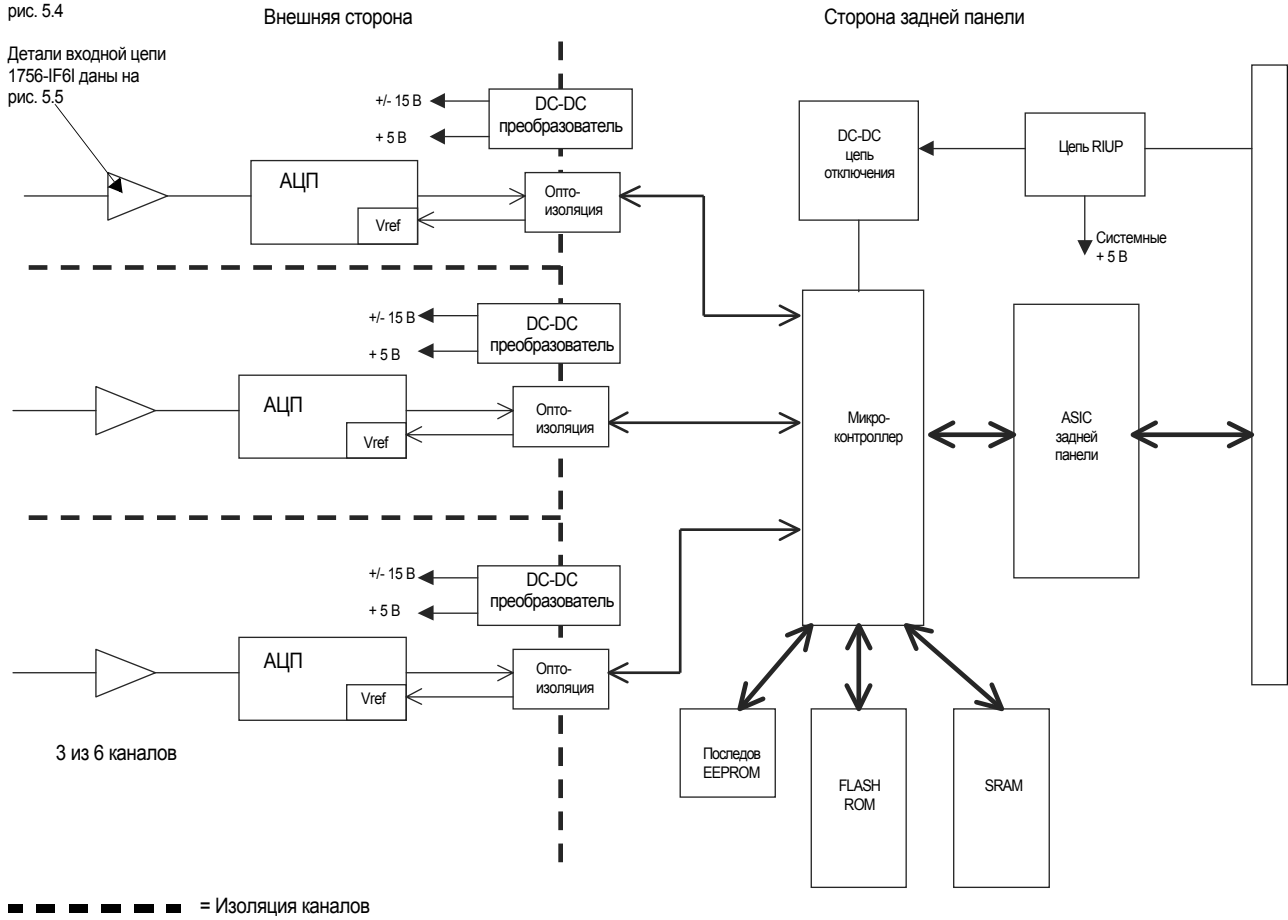 рис. 5.4
Внешняя сторона
Сторона задней панели
Детали входной цепи
1756-IF6I даны на
рис. 5.5
+/- 15 В
+ 5 В
DC-DC
преобразователь
АЦП
Vref
Опто-
изоляция
DC-DC
цепь
отключения
Цепь RIUP
Системные
+ 5 В
+/- 15 В
+ 5 В
DC-DC
преобразователь
АЦП
Vref
Опто-
изоляция
Микро-
контроллер
ASIC
задней
панели
+/- 15 В
+ 5 В
DC-DC
преобразователь
АЦП
Vref
Опто-
изоляция
3 из 6 каналов
Последов
EEPROM
FLASH
ROM
SRAM
= Изоляция каналов